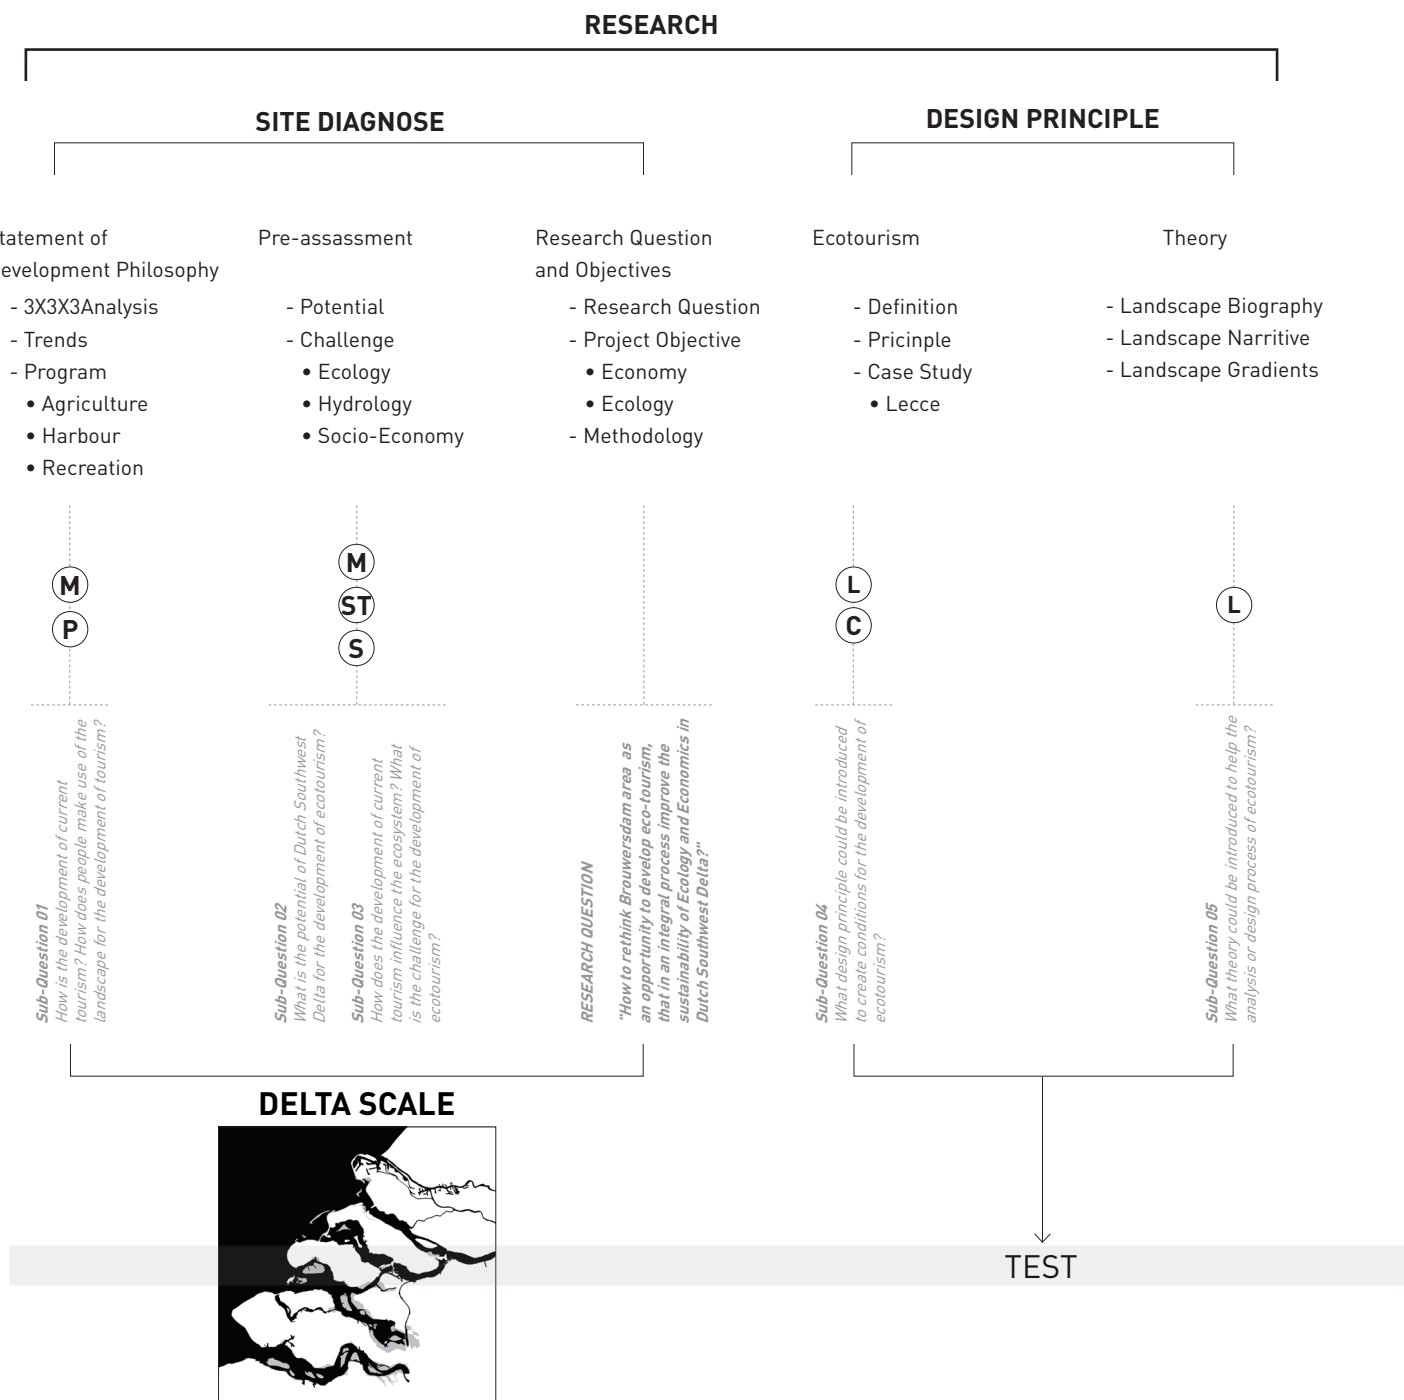 RESEARCH
SITE DIAGNOSE
DESIGN PRINCIPLE
tatement of
evelopment Philosophy
- 3X3X3Analysis
- Trends
- Program
• Agriculture
• Harbour
• Recreation
Pre-assassment
- Potential
- Challenge
• Ecology
• Hydrology
• Socio-Economy
Research Question
and Objectives
- Research Question
- Project Objective
• Economy
• Ecology
- Methodology
Ecotourism
- Definition
- Pricinple
- Case Study
• Lecce
Theory
- Landscape Biography
- Landscape Narritive
- Landscape Gradients
M
P
M
ST
S
L
C
L
Sub-Question 01
How is the development of current
tourism? How does people make use of the
landscape for the development of tourism?
Sub-Question 02
What is the potential of Dutch Southwest
Delta for the development of ecotourism?
Sub-Question 03
How does the development of current
tourism influence the ecosystem? What
is the challenge for the development of
ecotourism?
RESEARCH QUESTION
"How to rethink Brouwersdam area as
an opportunity to develop eco-tourism,
that in an integral process improve the
sustainability of Ecology and Economics in
Dutch Southwest Delta?"
Sub-Question 04
What design principle could be introduced
to create conditions for the development of
ecotourism?
Sub-Question 05
What theory could be introduced to help the
analysis or design process of ecotourism?
DELTA SCALE
TEST